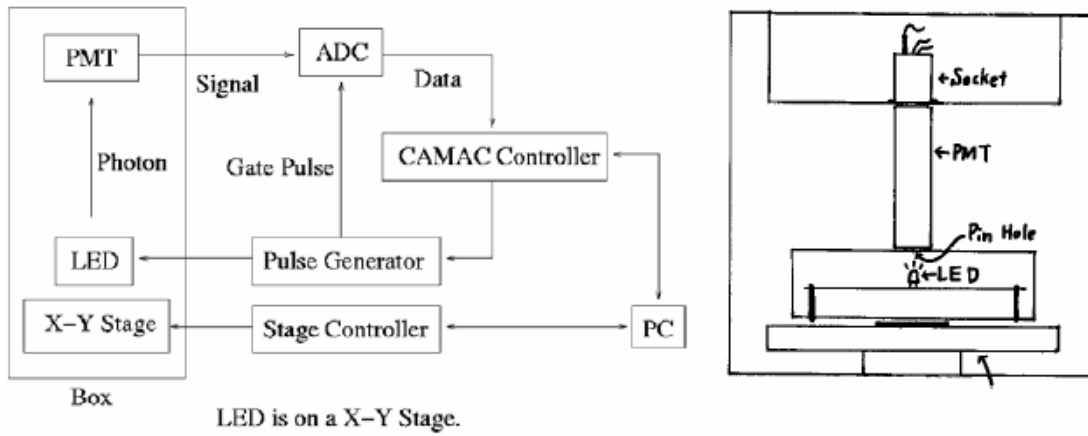 PMT
ADC
Signal
Data
Photon
Gate Pulse
CAMAC Controller
LED
Pulse Generator
X-Y Stage
Stage Controller
PC
Box
LED is on a X-Y Stage.
←Socket
←PMT
Pin Hole
←LED